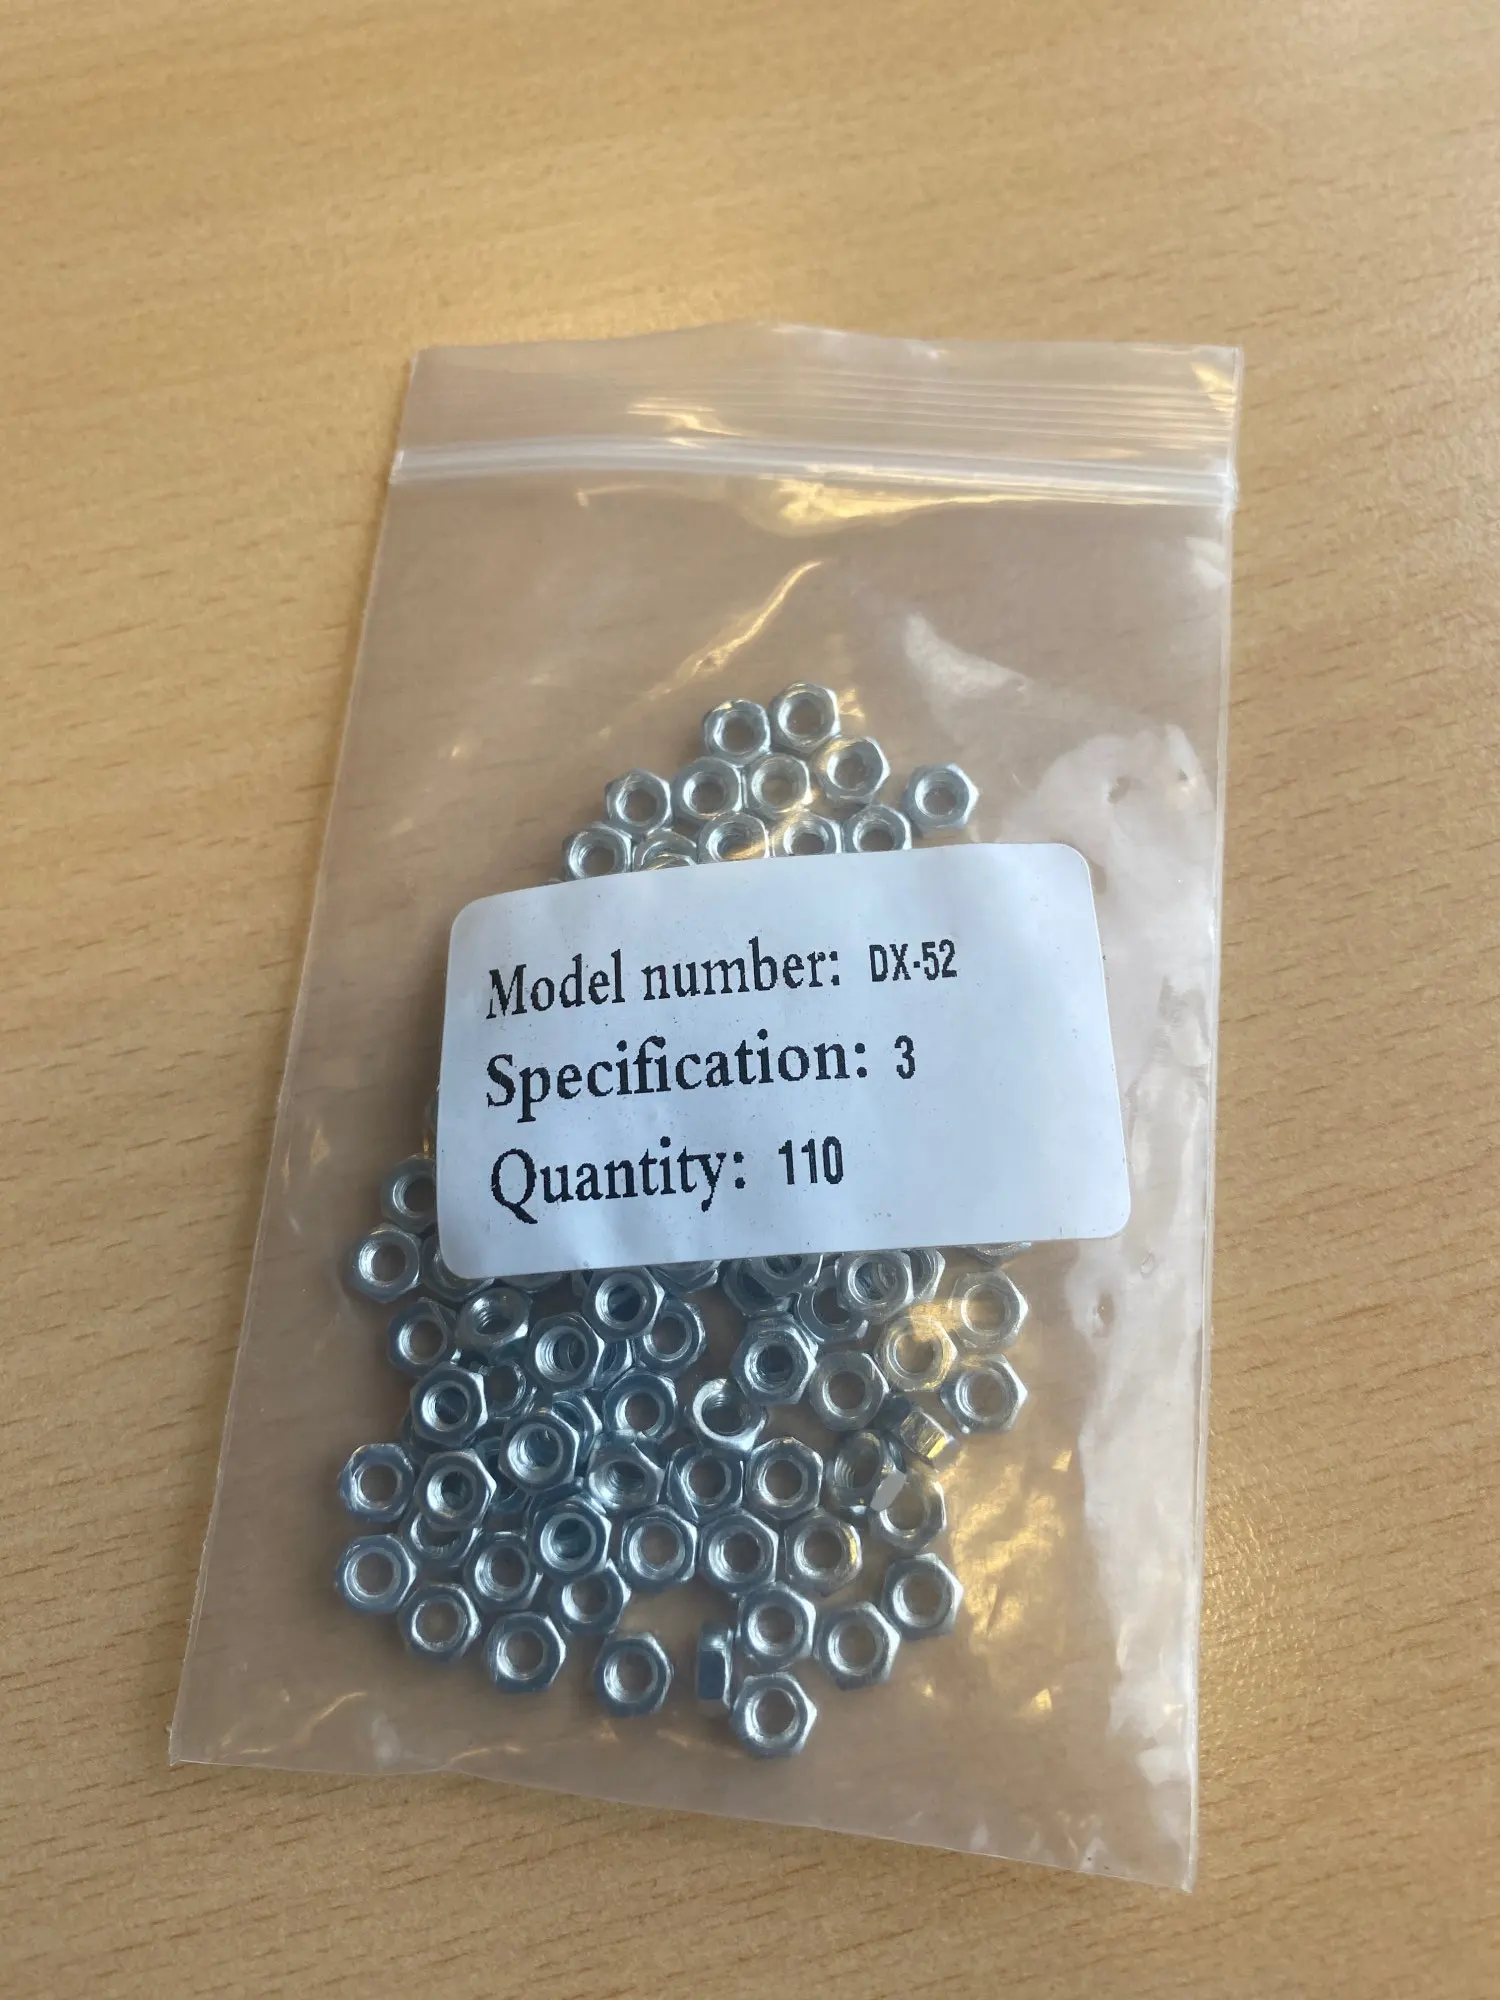 Model number: DX-52
Specification: 3
Quantity: 110